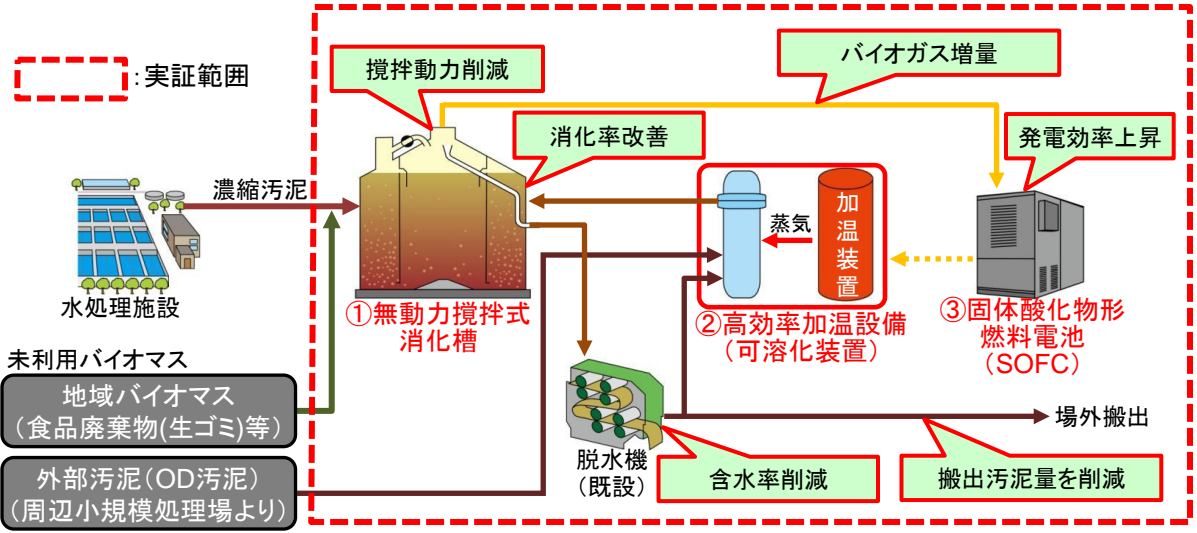 :実証範囲
撹拌動力削減
バイオガス増量
消化率改善
発電効率上昇
濃縮汚泥
水処理施設
蒸気
加温装置
①無動力撹拌式
消化槽
②高効率加温設備
（可溶化装置）
③固体酸化物形
燃料電池
（SOFC）
未利用バイオマス
地域バイオマス
（食品廃棄物(生ゴミ)等）
外部汚泥（OD汚泥）
（周辺小規模処理場より）
脱水機
（既設）
場外搬出
含水率削減
搬出汚泥量を削減